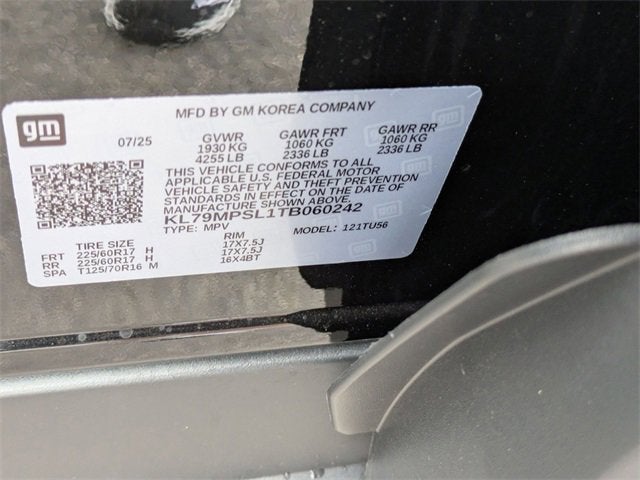 gm
MFD BY GM KOREA COMPANY
07/25 GVWR GAWR FRT GAWR RR
1930 KG 1060 KG 1060 KG
4255 LB 2336 LB 2336 LB
THIS VEHICLE CONFORMS TO ALL
APPLICABLE U.S. FEDERAL MOTOR
VEHICLE SAFETY AND THEFT PREVENTION
STANDARDS IN EFFECT ON THE DATE OF
MANUFACTURE SHOWN ABOVE.
KL79MPSL1TB060242
TYPE: MPV MODEL: 121TU56
TIRE SIZE RIM
FRT 225/60R17 H 17X7.5J
RR 225/60R17 H 17X7.5J
SPA T125/70R16 M 16X4BT